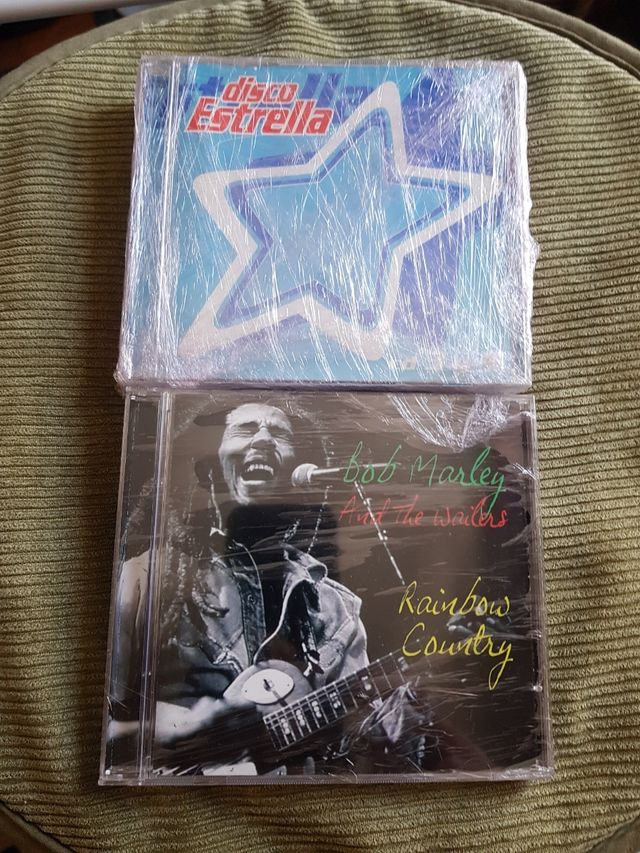 disco
Estrella
Bob Marley
And The Wailers
Rainbow
Country